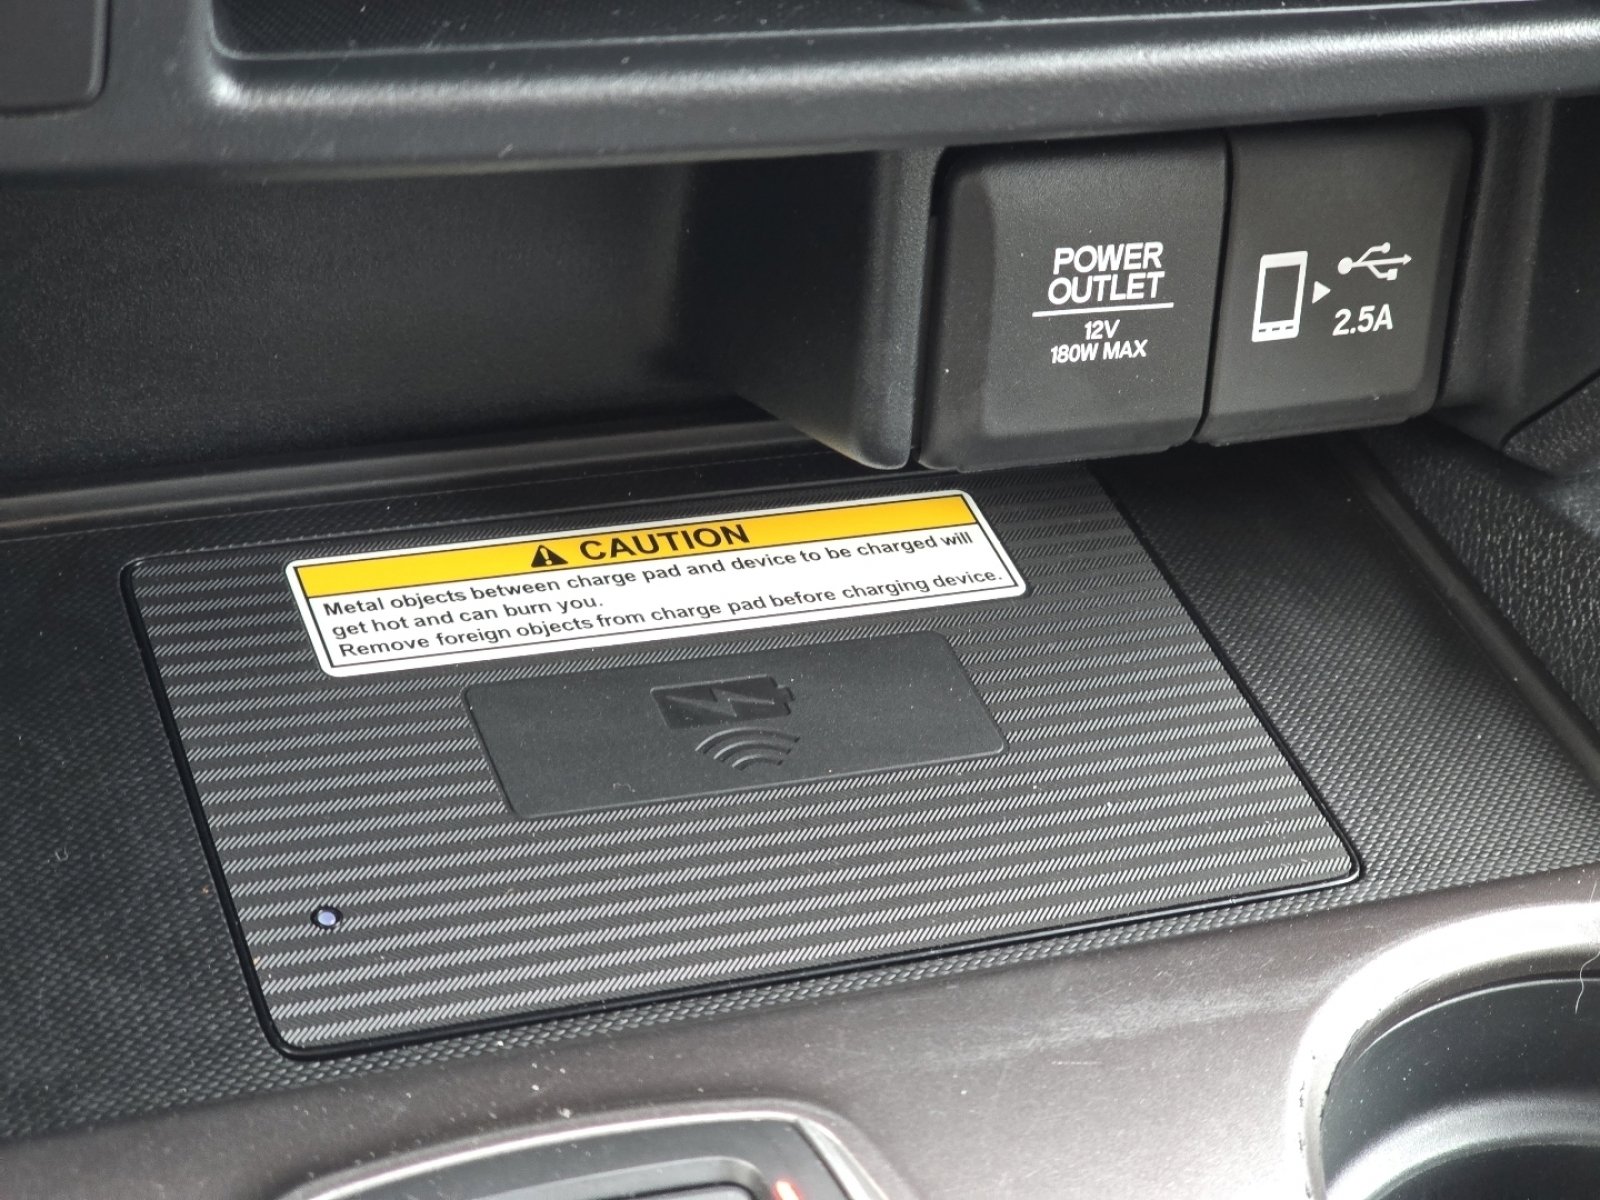 POWER
OUTLET
12V
180W MAX
2.5A
CAUTION
Metal objects between charge pad and device to be charged will
get hot and can burn you.
Remove foreign objects from charge pad before charging device.